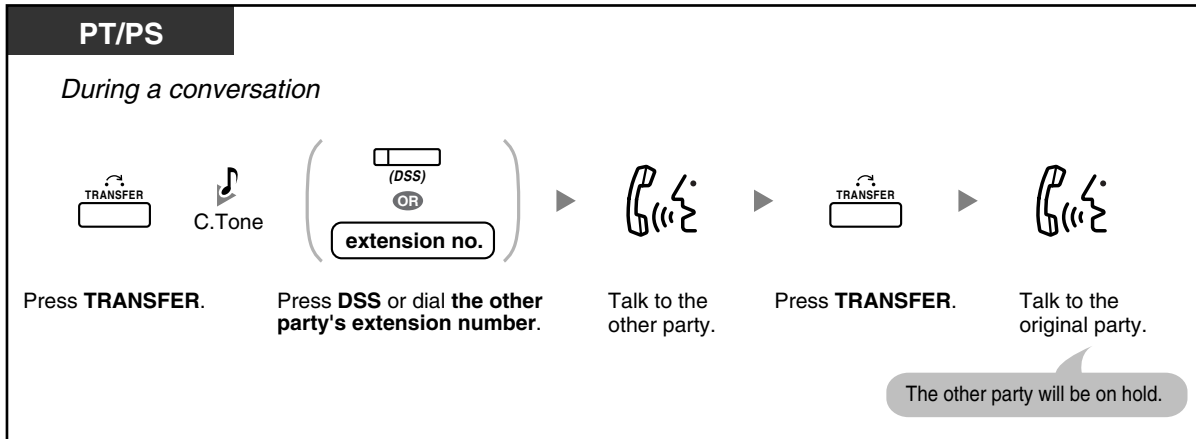 PT/PS
During a conversation
TRANSFER
C.Tone
(DSS)
OR
extension no.
TRANSFER
Press TRANSFER.
Press DSS or dial the other
party's extension number.
Talk to the
other party.
Press TRANSFER.
Talk to the
original party.
The other party will be on hold.